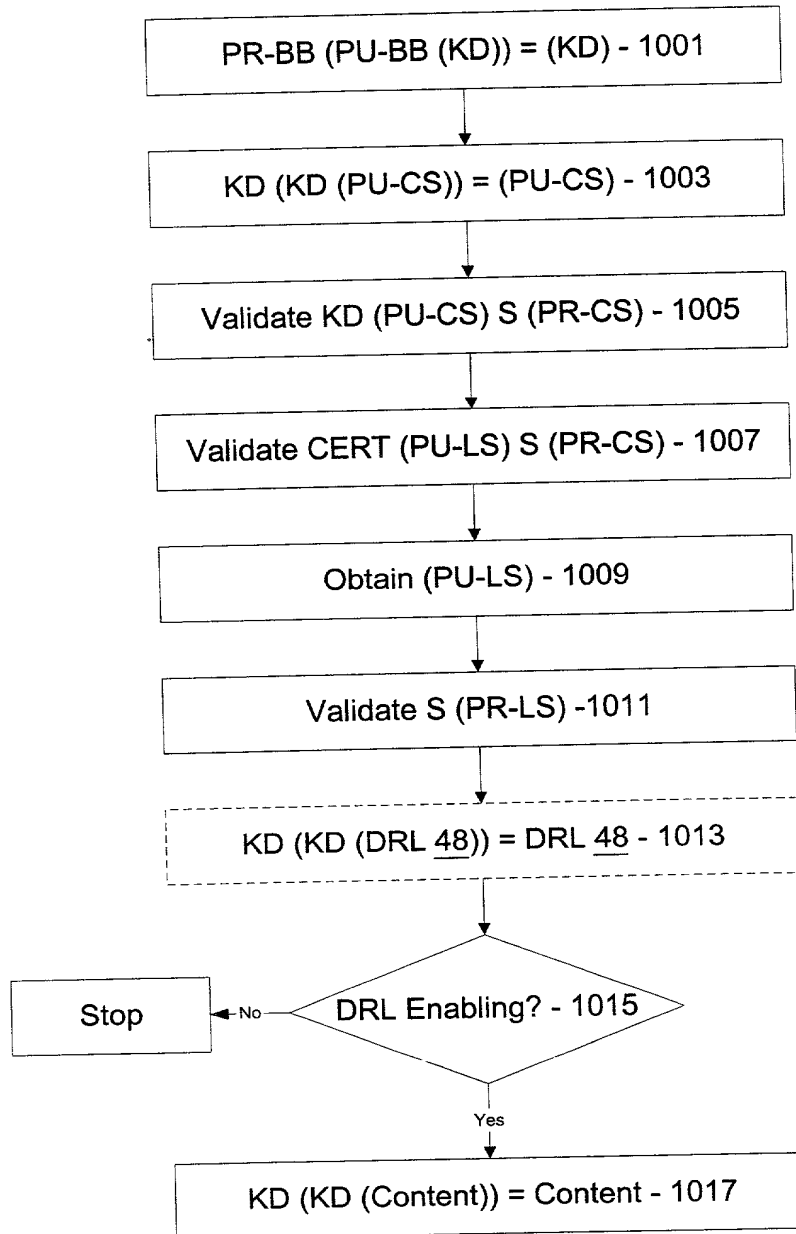 PR-BB (PU-BB (KD)) = (KD) - 1001
KD (KD (PU-CS)) = (PU-CS) - 1003
Validate KD (PU-CS) S (PR-CS) - 1005
Validate CERT (PU-LS) S (PR-CS) - 1007
Obtain (PU-LS) - 1009
Validate S (PR-LS) -1011
KD (KD (DRL 48)) = DRL 48 - 1013
DRL Enabling? - 1015
No
Stop
Yes
KD (KD (Content)) = Content - 1017